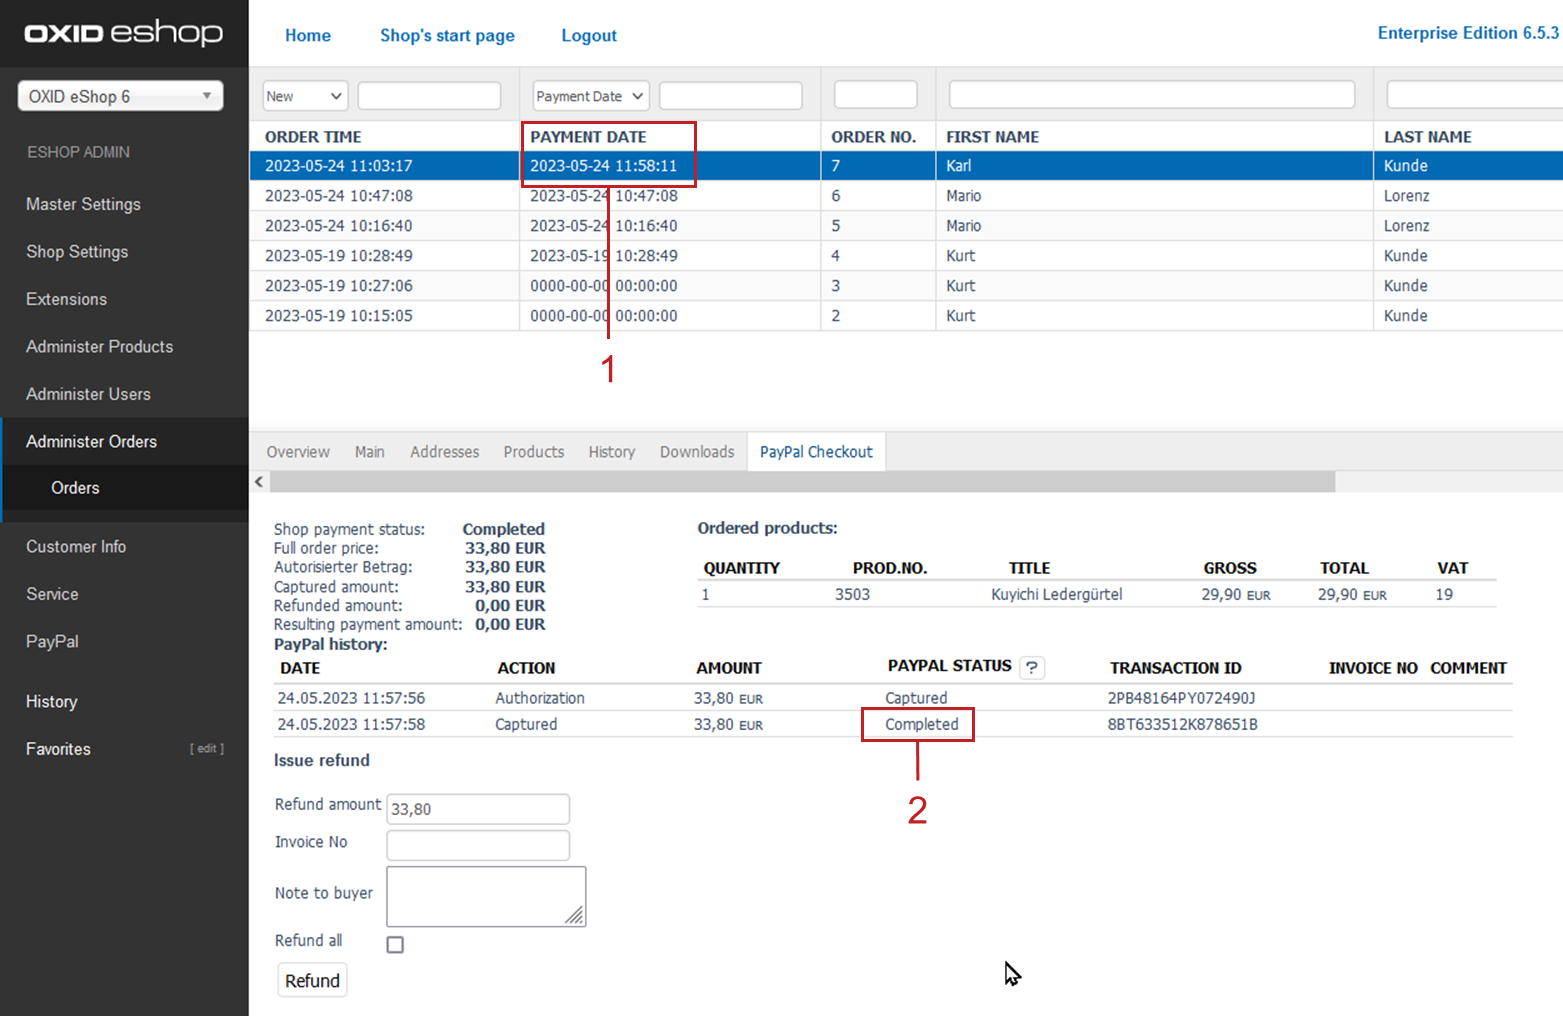 OXID eshop
Home Shop's start page Logout Enterprise Edition 6.5.3
OXID eShop 6
New Payment Date
ESHOP ADMIN
Master Settings
Shop Settings
Extensions
Administer Products
Administer Users
Administer Orders
Orders
Customer Info
Service
PayPal
History
Favorites [ edit ]
ORDER TIME PAYMENT DATE ORDER NO. FIRST NAME LAST NAME
2023-05-24 11:03:17 2023-05-24 11:58:11 7 Karl Kunde
2023-05-24 10:47:08 2023-05-24 10:47:08 6 Mario Lorenz
2023-05-24 10:16:40 2023-05-24 10:16:40 5 Mario Lorenz
2023-05-19 10:28:49 2023-05-19 10:28:49 4 Kurt Kunde
2023-05-19 10:27:06 0000-00-00 00:00:00 3 Kurt Kunde
2023-05-19 10:15:05 0000-00-00 00:00:00 2 Kurt Kunde
1
Overview Main Addresses Products History Downloads PayPal Checkout
Shop payment status: Completed
Full order price: 33,80 EUR
Autorisierter Betrag: 33,80 EUR
Captured amount: 33,80 EUR
Refunded amount: 0,00 EUR
Resulting payment amount: 0,00 EUR
Ordered products:
QUANTITY PROD.NO. TITLE GROSS TOTAL VAT
1 3503 Kuyichi Ledergürtel 29,90 EUR 29,90 EUR 19
PayPal history:
DATE ACTION AMOUNT PAYPAL STATUS ? TRANSACTION ID INVOICE NO COMMENT
24.05.2023 11:57:56 Authorization 33,80 EUR Captured 2PB48164PY072490J
24.05.2023 11:57:58 Captured 33,80 EUR Completed 8BT633512K878651B
2
Issue refund
Refund amount 33,80
Invoice No
Note to buyer
Refund all
Refund